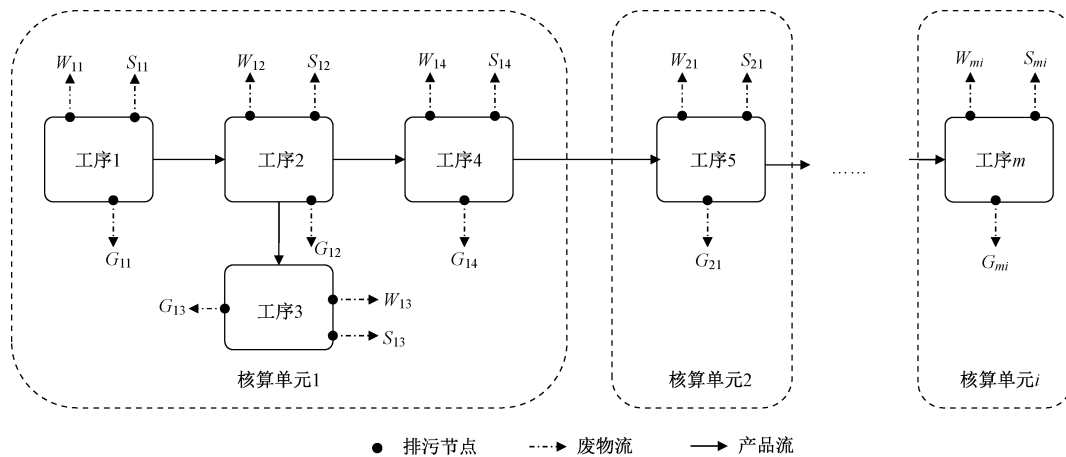 W11 S11 W12 S12 W14 S14 W21 S21 Wmi Smi
工序1 工序2 工序4 工序5 …… 工序m
G11 G12 G14 G21 Gmi
G13 工序3 W13
S13
核算单元1 核算单元2 核算单元i
排污节点 废物流 产品流